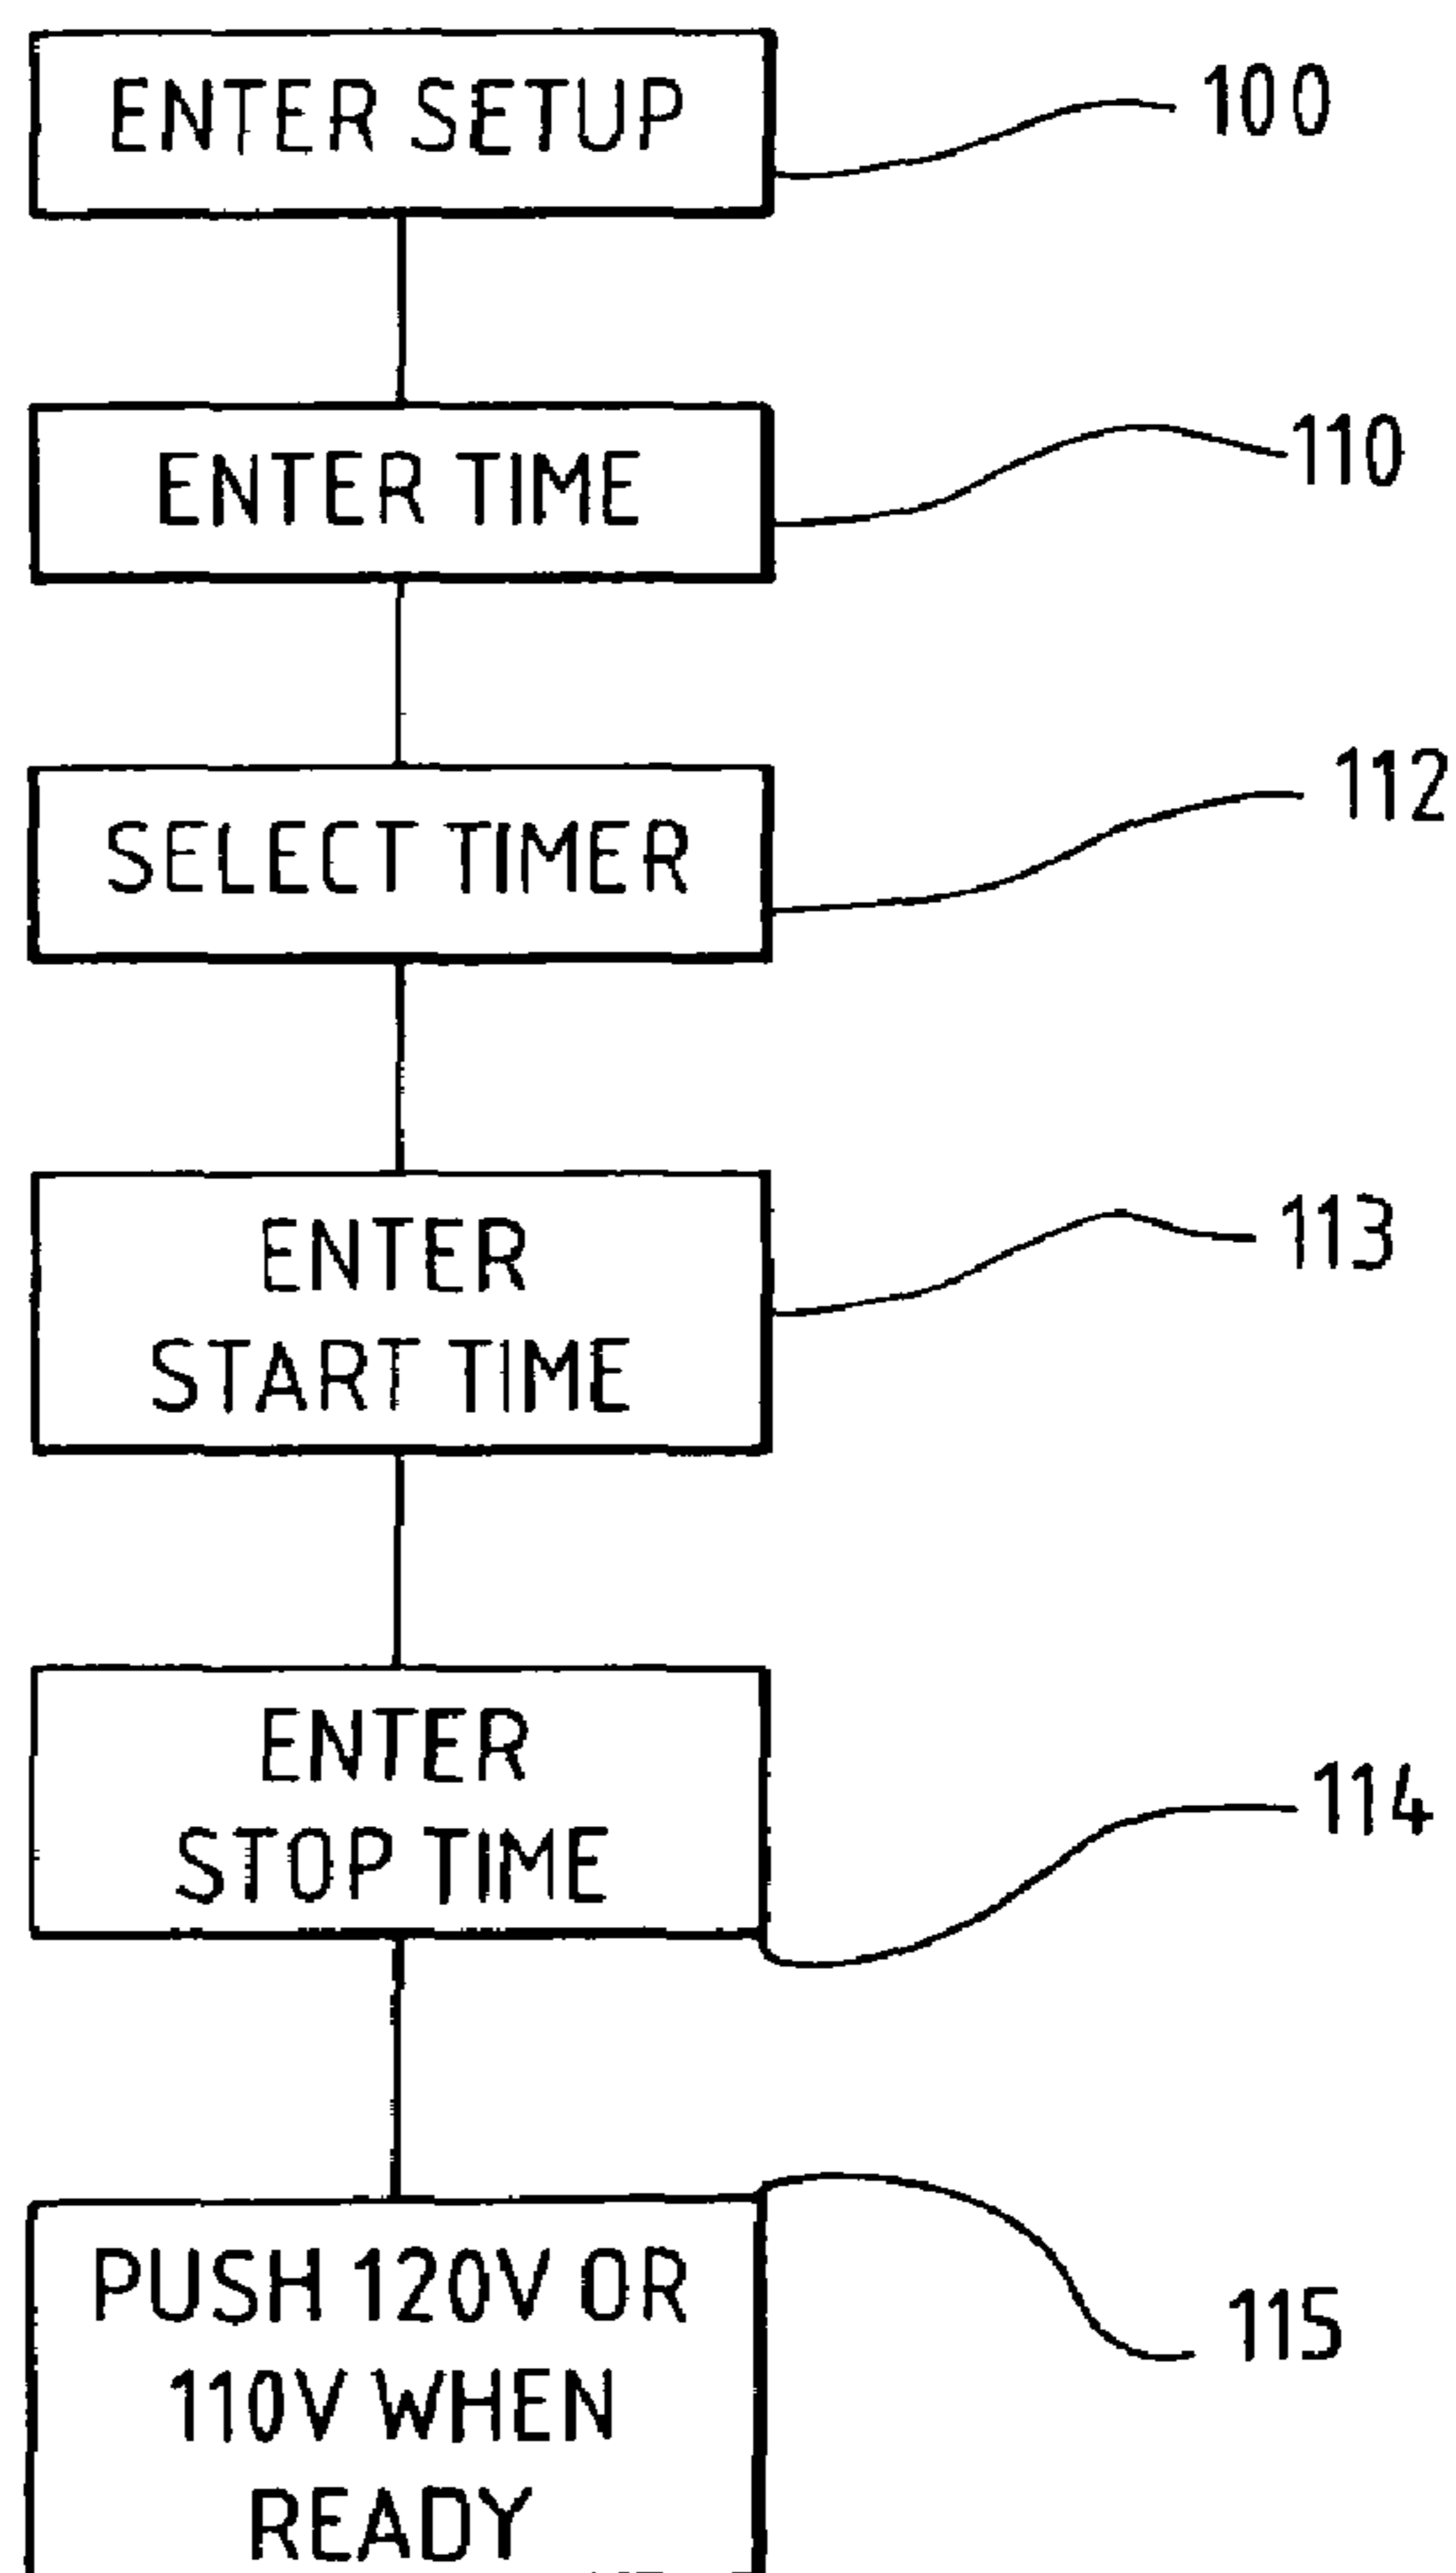 ENTER SETUP
100
ENTER TIME
110
SELECT TIMER
112
ENTER
START TIME
113
ENTER
STOP TIME
114
PUSH 120V OR
110V WHEN
READY
115